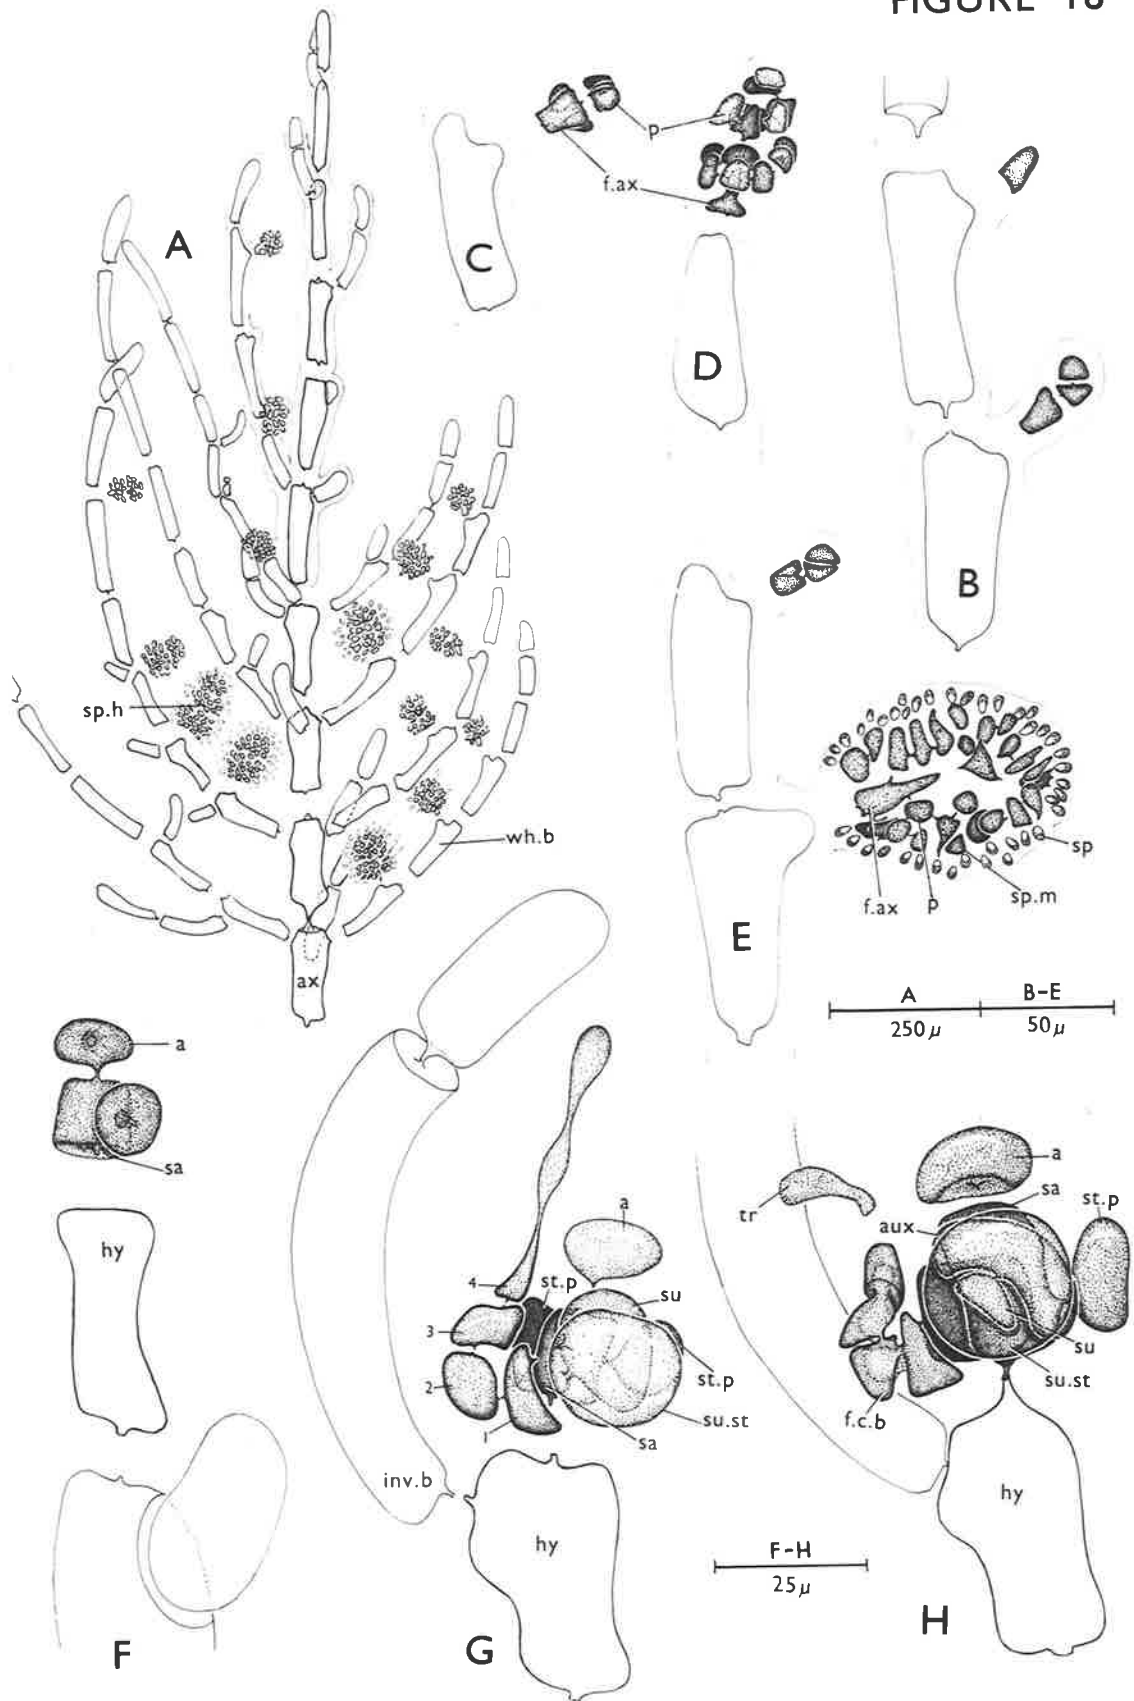 FIGURE
A
C
p
f.ax
D
B
sp.h
wh.b
ax
E
sp
f.ax
p
sp.m
A
B-E
250 μ
50 μ
a
sa
hy
F
a
4
st.p
su
3
2
st.p
su.st
1
sa
inv.b
hy
G
a
sa
st.p
tr
aux
su
su.st
f.c.b
hy
F-H
25 μ
H